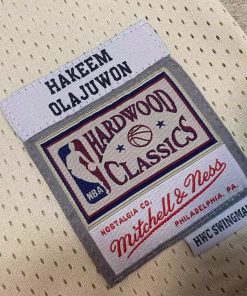 HAKEEM
OLAJUWON
HARDWOOD
NBA
CLASSICS
NOSTALGIA CO.
Mitchell & Ness
PHILADELPHIA, PA.
HWC SWINGMAN